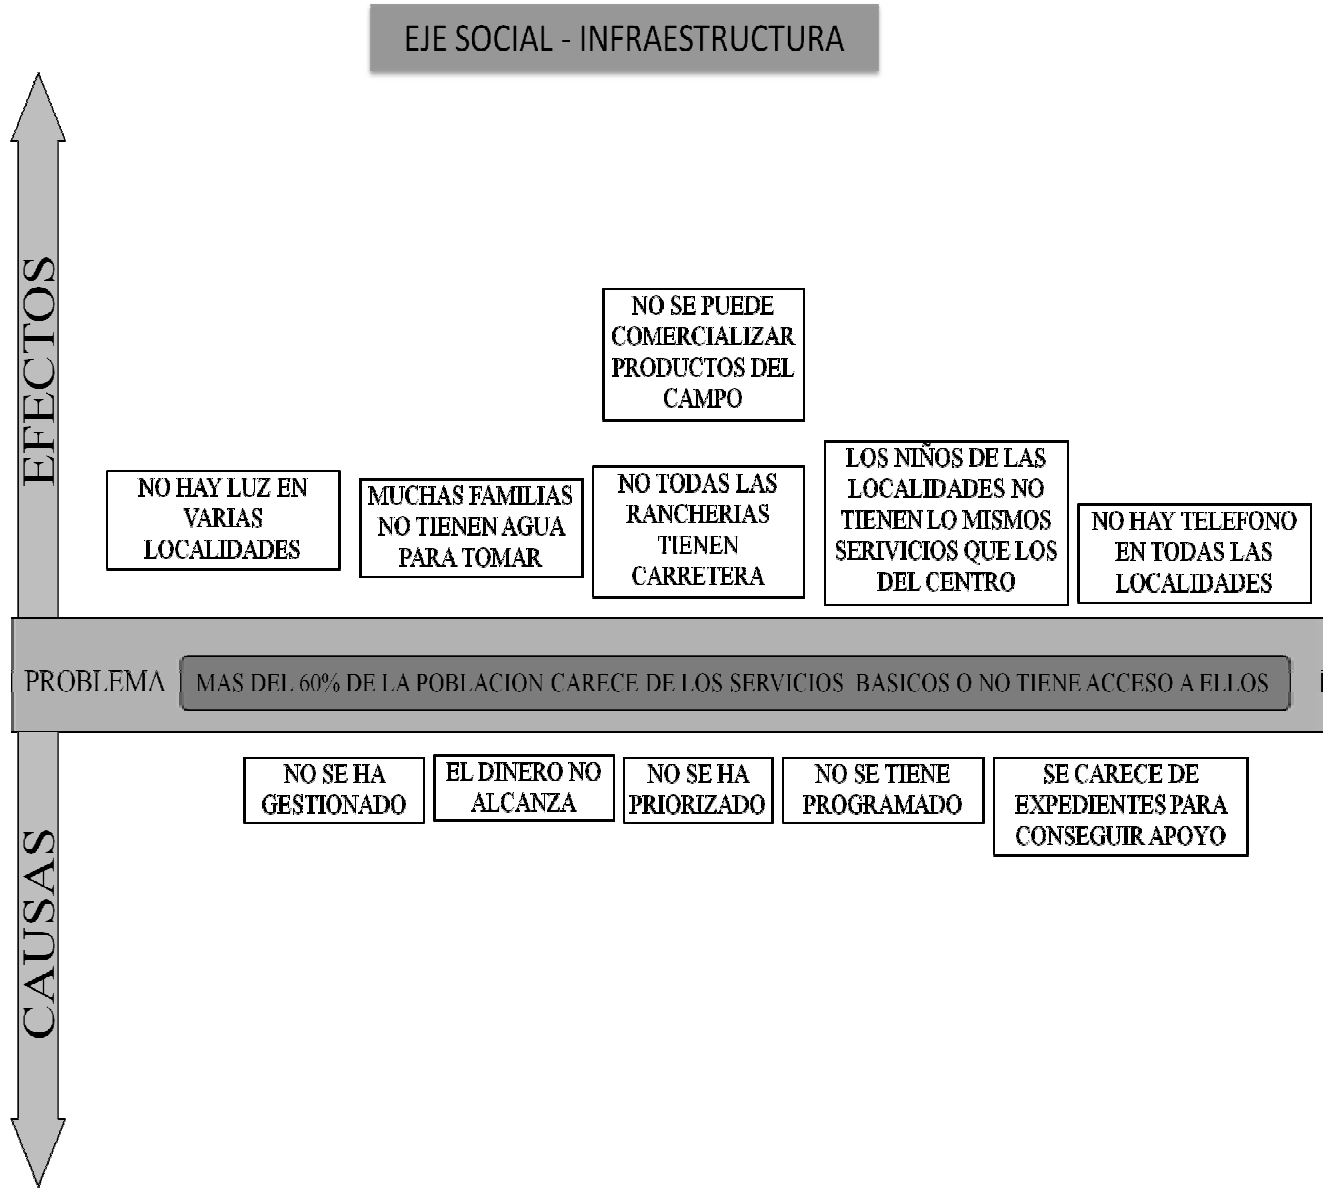 EJE SOCIAL - INFRAESTRUCTURA
EFECTOS
NO SE PUEDE
COMERCIALIZAR
PRODUCTOS DEL
CAMPO
NO HAY LUZ EN
VARIAS
LOCALIDADES
MUCHAS FAMILIAS
NO TIENEN AGUA
PARA TOMAR
NO TODAS LAS
RANCHERIAS
TIENEN
CARRETERA
LOS NIÑOS DE LAS
LOCALIDADES NO
TIENEN LO MISMOS
SERIVICIOS QUE LOS
DEL CENTRO
NO HAY TELEFONO
EN TODAS LAS
LOCALIDADES
PROBLEMA
MAS DEL 60% DE LA POBLACION CARECE DE LOS SERVICIOS BASICOS O NO TIENE ACCESO A ELLOS
CAUSAS
NO SE HA
GESTIONADO
EL DINERO NO
ALCANZA
NO SE HA
PRIORIZADO
NO SE TIENE
PROGRAMADO
SE CARECE DE
EXPEDIENTES PARA
CONSEGUIR APOYO